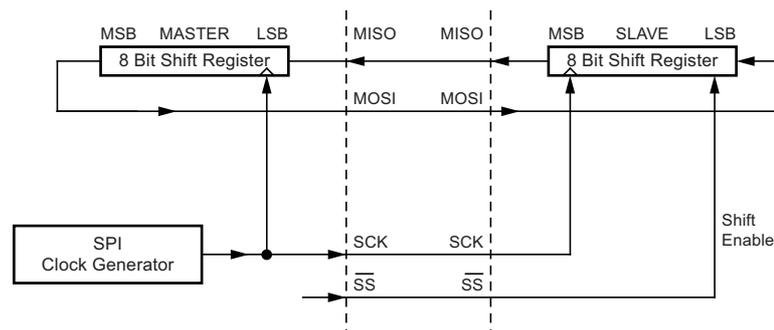 MSB MASTER LSB MISO MISO MSB SLAVE LSB
8 Bit Shift Register 8 Bit Shift Register
MOSI MOSI
Shift
Enable
SPI
Clock Generator
SCK SCK
SS SS